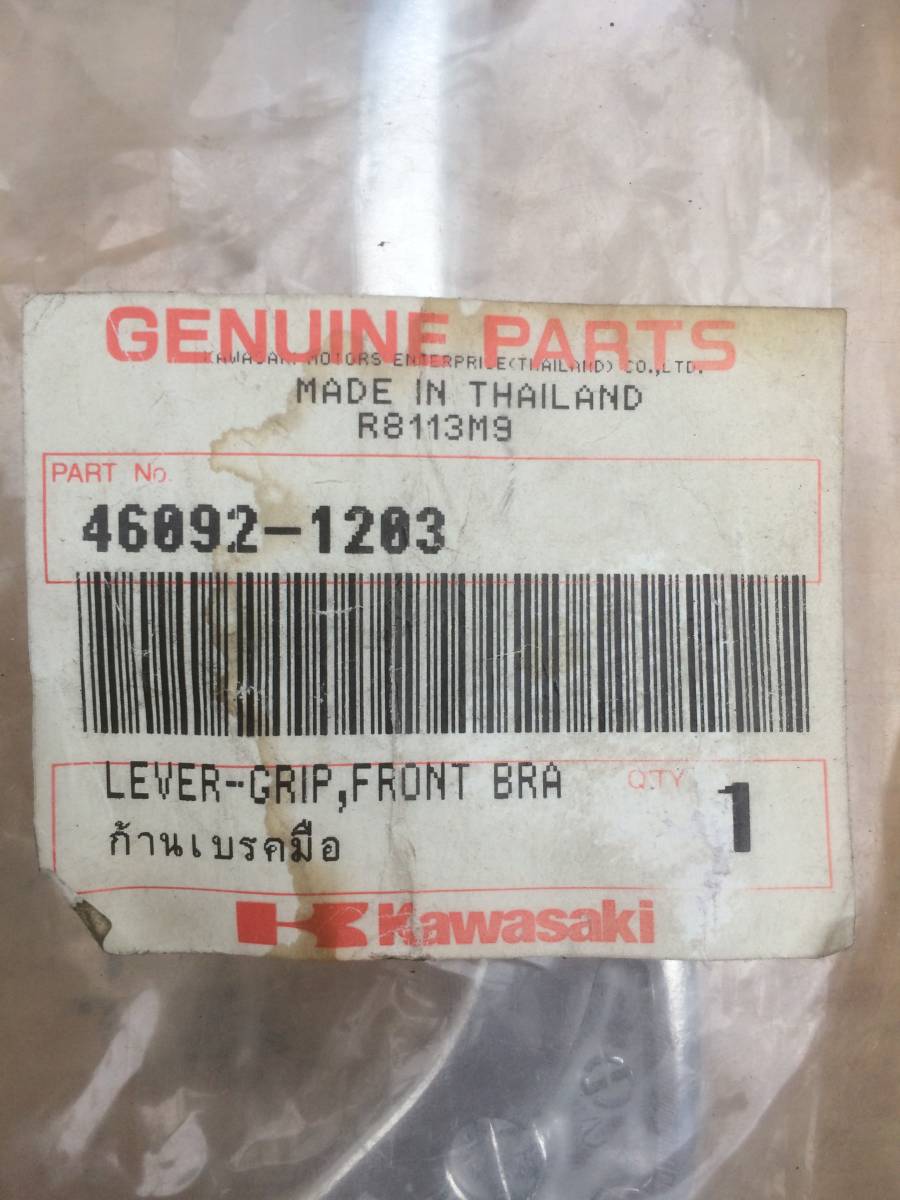 GENUINE PARTS
KAWASAKI MOTORS ENTERPRISE(THAILAND) CO.,LTD.
MADE IN THAILAND
R8113M9
PART No.
46092-1203
LEVER-GRIP,FRONT BRA
Q.TY
1
ก้านเบรคมือ
Kawasaki